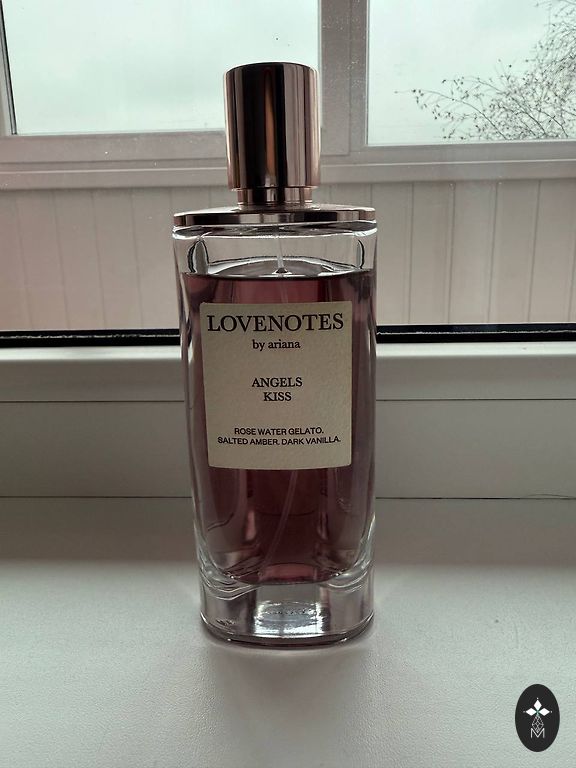 LOVENOTES
by ariana
ANGELS
KISS
ROSE WATER GELATO.
SALTED AMBER. DARK VANILLA.
M